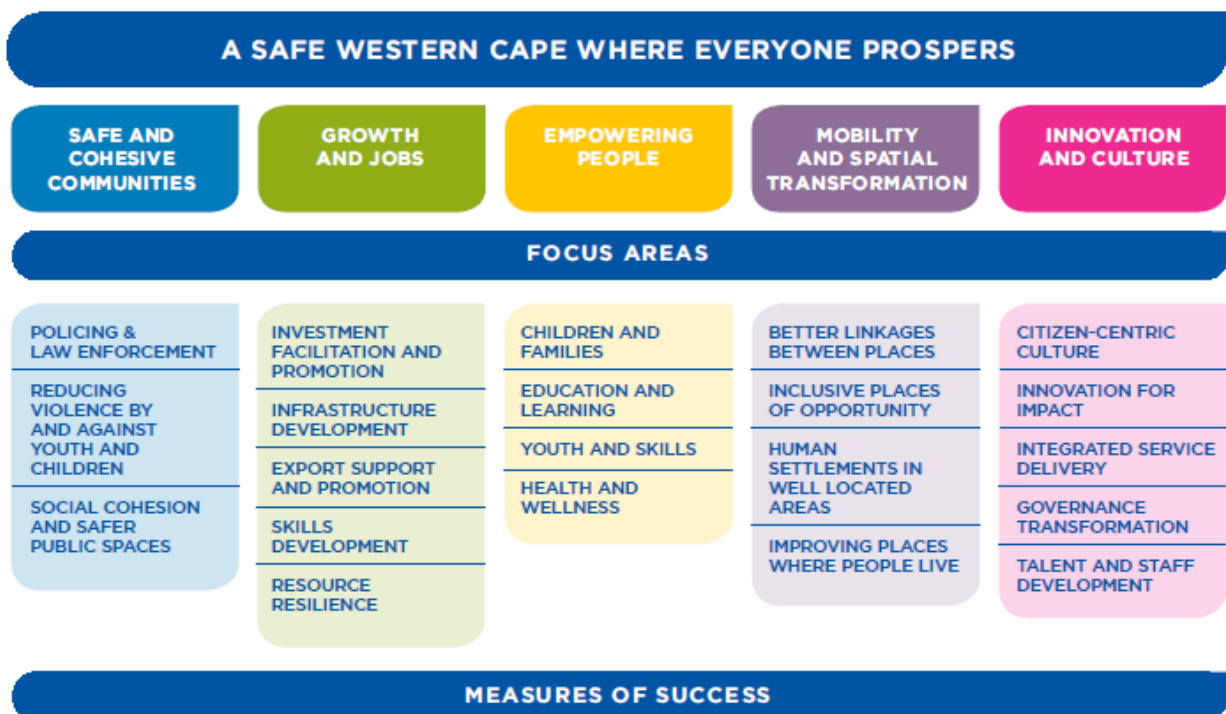 A SAFE WESTERN CAPE WHERE EVERYONE PROSPERS
SAFE AND
COHESIVE
COMMUNITIES
GROWTH
AND JOBS
EMPOWERING
PEOPLE
MOBILITY
AND SPATIAL
TRANSFORMATION
INNOVATION
AND CULTURE
FOCUS AREAS
POLICING &
LAW ENFORCEMENT
REDUCING
VIOLENCE BY
AND AGAINST
YOUTH AND
CHILDREN
SOCIAL COHESION
AND SAFER
PUBLIC SPACES
INVESTMENT
FACILITATION AND
PROMOTION
INFRASTRUCTURE
DEVELOPMENT
EXPORT SUPPORT
AND PROMOTION
SKILLS
DEVELOPMENT
RESOURCE
RESILIENCE
CHILDREN AND
FAMILIES
EDUCATION AND
LEARNING
YOUTH AND SKILLS
HEALTH AND
WELLNESS
BETTER LINKAGES
BETWEEN PLACES
INCLUSIVE PLACES
OF OPPORTUNITY
HUMAN
SETTLEMENTS IN
WELL LOCATED
AREAS
IMPROVING PLACES
WHERE PEOPLE LIVE
CITIZEN-CENTRIC
CULTURE
INNOVATION FOR
IMPACT
INTEGRATED SERVICE
DELIVERY
GOVERNANCE
TRANSFORMATION
TALENT AND STAFF
DEVELOPMENT
MEASURES OF SUCCESS